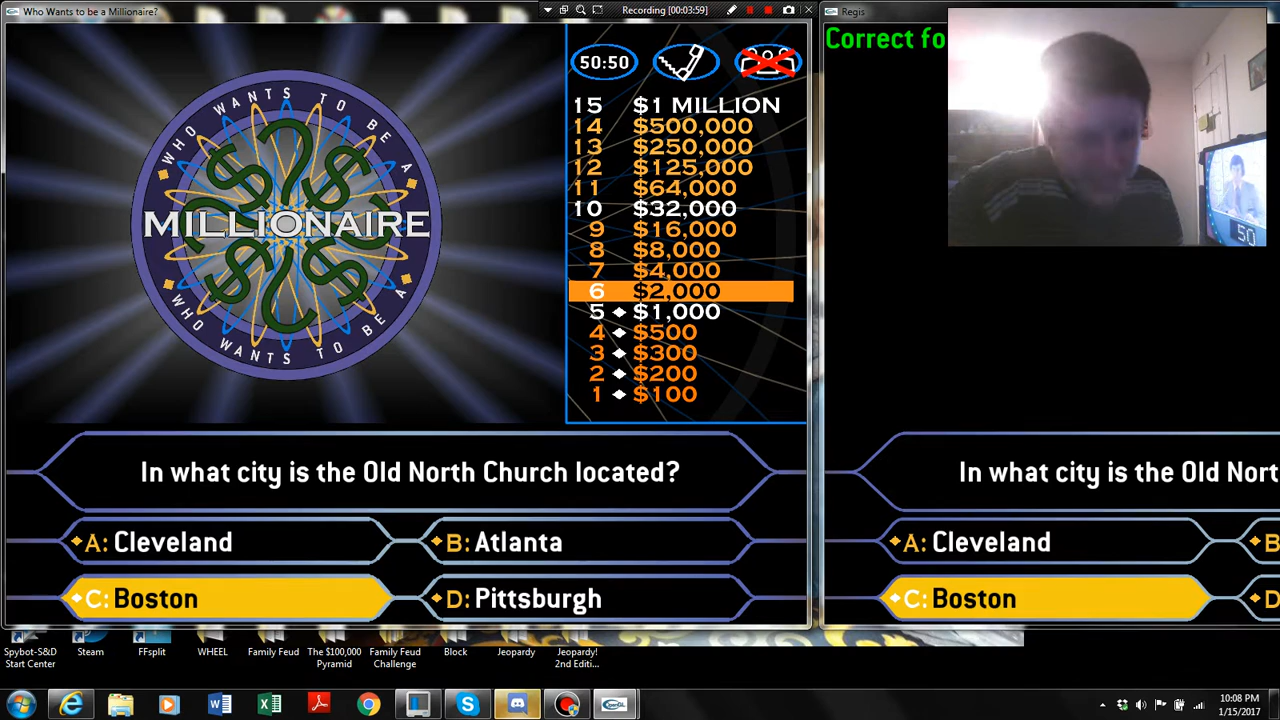 Who Wants to be a Millionaire?
Recording [00:03:59]
Regis
Correct fo
WHO WANTS TO BE A
MILLIONAIRE
WHO WANTS TO BE A
50:50
15 $1 MILLION
14 $500,000
13 $250,000
12 $125,000
11 $64,000
10 $32,000
9 $16,000
8 $8,000
7 $4,000
6 $2,000
5 $1,000
4 $500
3 $300
2 $200
1 $100
50
In what city is the Old North Church located?
A: Cleveland
B: Atlanta
C: Boston
D: Pittsburgh
In what city is the Old Nort
A: Cleveland
B
C: Boston
D
Spybot-S&D
Start Center
Steam
FFsplit
WHEEL
Family Feud
The $100,000
Pyramid
Family Feud
Challenge
Block
Jeopardy
Jeopardy!
2nd Editi...
10:08 PM
1/15/2017